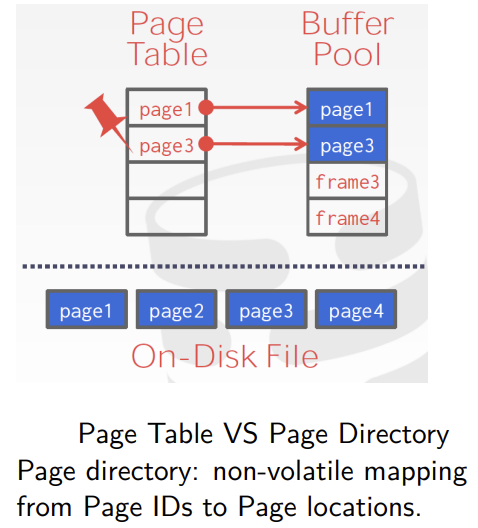 Page
Table
Buffer
Pool
page1
page3
page1
page3
frame3
frame4
page1 page2 page3 page4
On-Disk File
Page Table VS Page Directory
Page directory: non-volatile mapping
from Page IDs to Page locations.